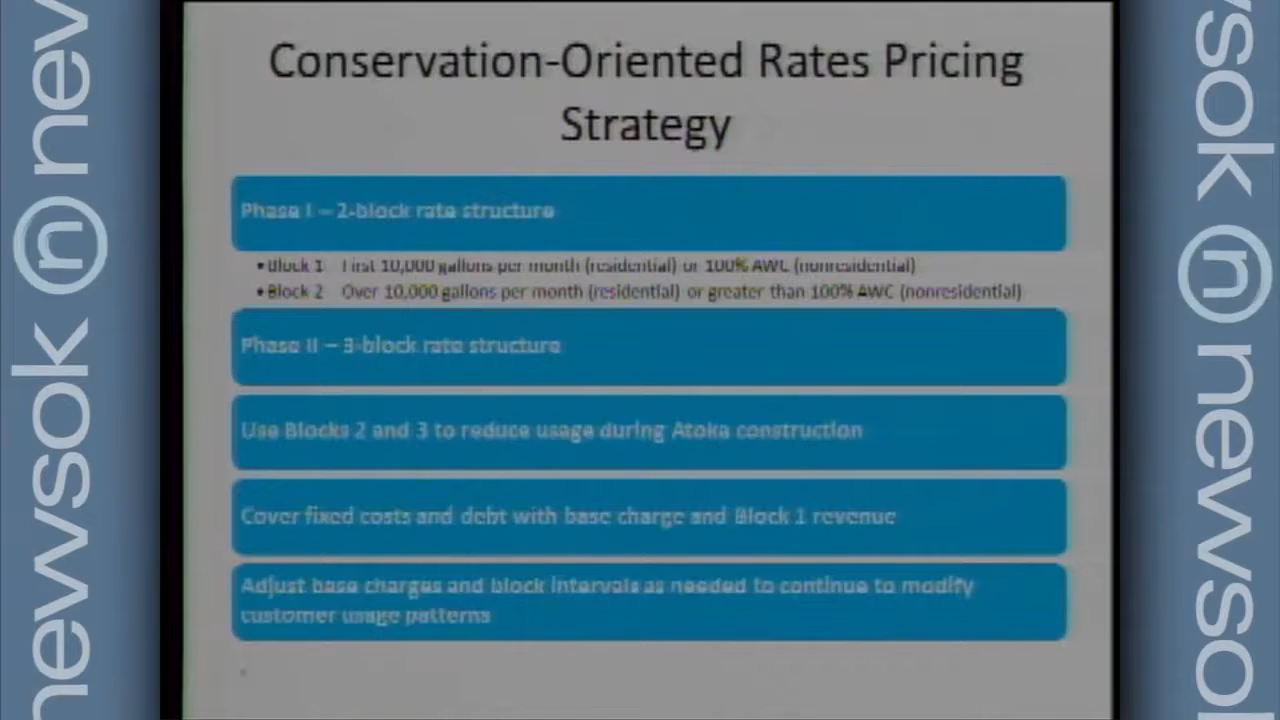 Conservation-Oriented Rates Pricing
Strategy
Phase I – 2-block rate structure
• Block 1 First 10,000 gallons per month (residential) or 100% AWC (nonresidential)
• Block 2 Over 10,000 gallons per month (residential) or greater than 100% AWC (nonresidential)
Phase II – 3-block rate structure
Use Blocks 2 and 3 to reduce usage during Atoka construction
Cover fixed costs and debt with base charge and Block 1 revenue
Adjust base charges and block intervals as needed to continue to modify
customer usage patterns
newsok n nev
wsok n newsol